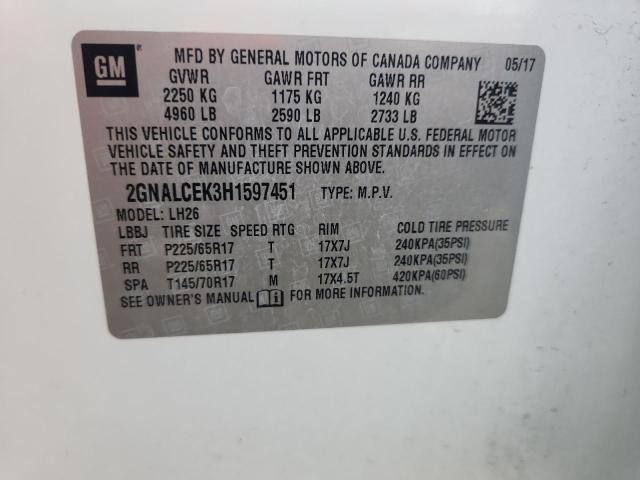 GM
MFD BY GENERAL MOTORS OF CANADA COMPANY 05/17
GVWR GAWR FRT GAWR RR
2250 KG 1175 KG 1240 KG
4960 LB 2590 LB 2733 LB
THIS VEHICLE CONFORMS TO ALL APPLICABLE U.S. FEDERAL MOTOR
VEHICLE SAFETY AND THEFT PREVENTION STANDARDS IN EFFECT ON
THE DATE OF MANUFACTURE SHOWN ABOVE.
2GNALCEK3H1597451 TYPE: M.P.V.
MODEL: LH26
LBBJ TIRE SIZE SPEED RTG RIM COLD TIRE PRESSURE
FRT P225/65R17 T 17X7J 240KPA(35PSI)
RR P225/65R17 T 17X7J 240KPA(35PSI)
SPA T145/70R17 M 17X4.5T 420KPA(60PSI)
SEE OWNER'S MANUAL FOR MORE INFORMATION.